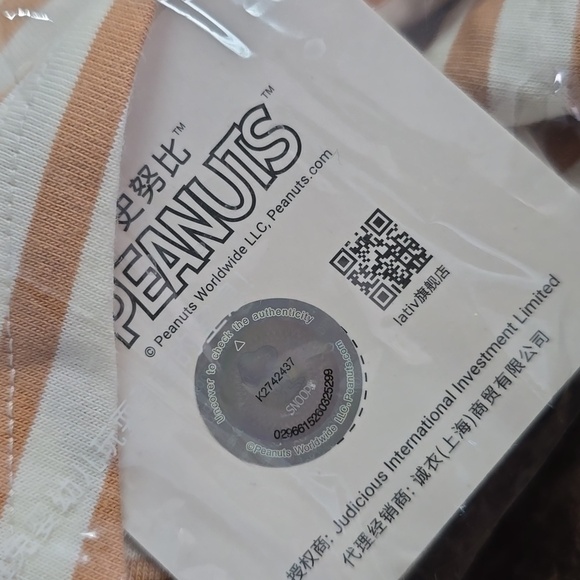 史努比™
PEANUTS™
© Peanuts Worldwide LLC, Peanuts.com
lativ旗舰店
Uncover to check the authenticity
K2742437
0296615260325299
©Peanuts Worldwide LLC, Peanuts.com
授权商: Judicious International Investment Limited
代理经销商: 诚衣(上海)商贸有限公司